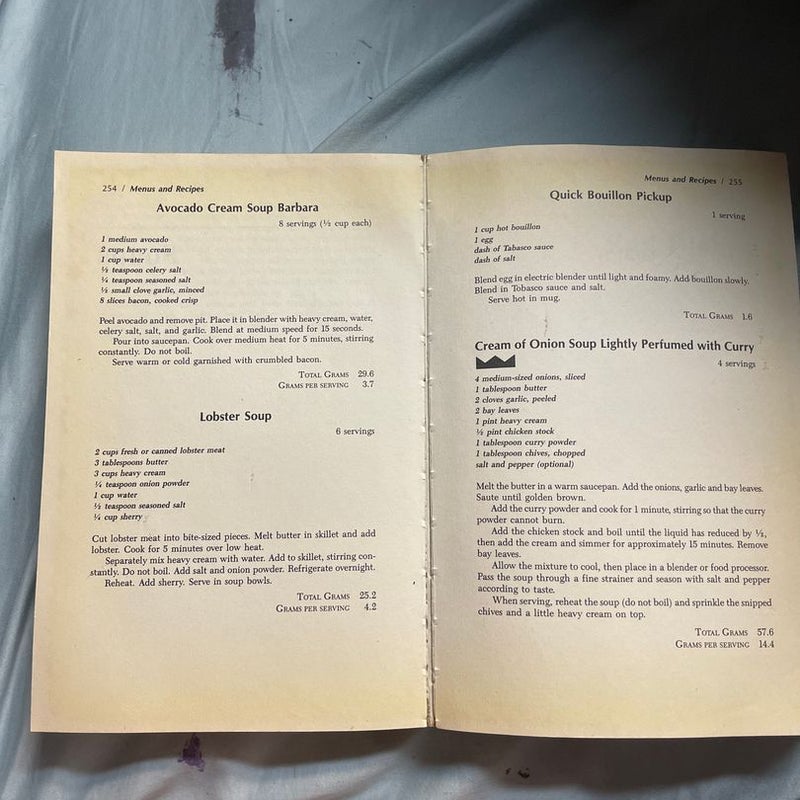 254 / Menus and Recipes
Avocado Cream Soup Barbara
8 servings (½ cup each)
1 medium avocado
2 cups heavy cream
1 cup water
½ teaspoon celery salt
¼ teaspoon seasoned salt
½ small clove garlic, minced
8 slices bacon, cooked crisp
Peel avocado and remove pit. Place it in blender with heavy cream, water,
celery salt, salt, and garlic. Blend at medium speed for 15 seconds.
Pour into saucepan. Cook over medium heat for 5 minutes, stirring
constantly. Do not boil.
Serve warm or cold garnished with crumbled bacon.
Total Grams 29.6
Grams per serving 3.7
Lobster Soup
6 servings
2 cups fresh or canned lobster meat
3 tablespoons butter
3 cups heavy cream
¼ teaspoon onion powder
1 cup water
½ teaspoon seasoned salt
¼ cup sherry
Cut lobster meat into bite-sized pieces. Melt butter in skillet and add
lobster. Cook for 5 minutes over low heat.
Separately mix heavy cream with water. Add to skillet, stirring con-
stantly. Do not boil. Add salt and onion powder. Refrigerate overnight.
Reheat. Add sherry. Serve in soup bowls.
Total Grams 25.2
Grams per serving 4.2
Menus and Recipes / 255
Quick Bouillon Pickup
1 serving
1 cup hot bouillon
1 egg
dash of Tabasco sauce
dash of salt
Blend egg in electric blender until light and foamy. Add bouillon slowly.
Blend in Tobasco sauce and salt.
Serve hot in mug.
Total Grams 1.6
Cream of Onion Soup Lightly Perfumed with Curry
4 servings
4 medium-sized onions, sliced
1 tablespoon butter
2 cloves garlic, peeled
2 bay leaves
1 pint heavy cream
½ pint chicken stock
1 tablespoon curry powder
1 tablespoon chives, chopped
salt and pepper (optional)
Melt the butter in a warm saucepan. Add the onions, garlic and bay leaves.
Saute until golden brown.
Add the curry powder and cook for 1 minute, stirring so that the curry
powder cannot burn.
Add the chicken stock and boil until the liquid has reduced by ⅓,
then add the cream and simmer for approximately 15 minutes. Remove
bay leaves.
Allow the mixture to cool, then place in a blender or food processor.
Pass the soup through a fine strainer and season with salt and pepper
according to taste.
When serving, reheat the soup (do not boil) and sprinkle the snipped
chives and a little heavy cream on top.
Total Grams 57.6
Grams per serving 14.4